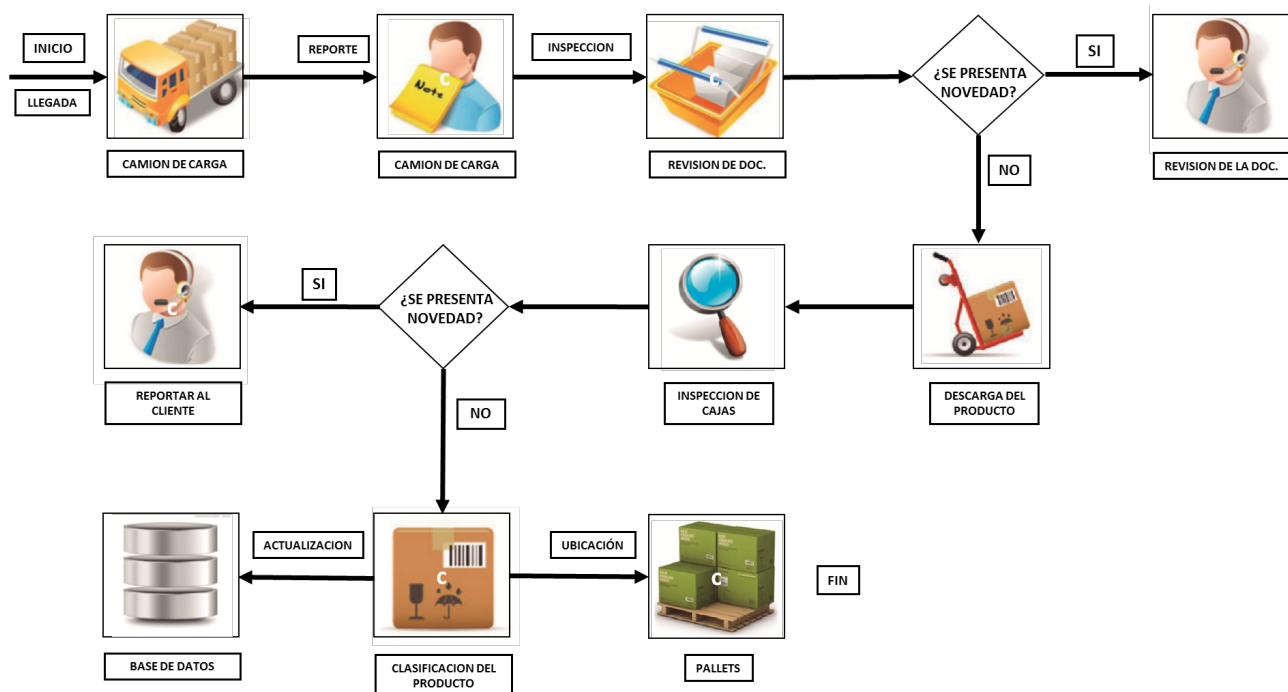 INICIO
LLEGADA
CAMION DE CARGA
REPORTE
Note
C
CAMION DE CARGA
INSPECCION
C
REVISION DE DOC.
¿SE PRESENTA
NOVEDAD?
SI
REVISION DE LA DOC.
NO
DESCARGA DEL
PRODUCTO
INSPECCION DE
CAJAS
¿SE PRESENTA
NOVEDAD?
SI
C
REPORTAR AL
CLIENTE
NO
C
CLASIFICACION DEL
PRODUCTO
ACTUALIZACION
BASE DE DATOS
UBICACIÓN
C
PALLETS
FIN